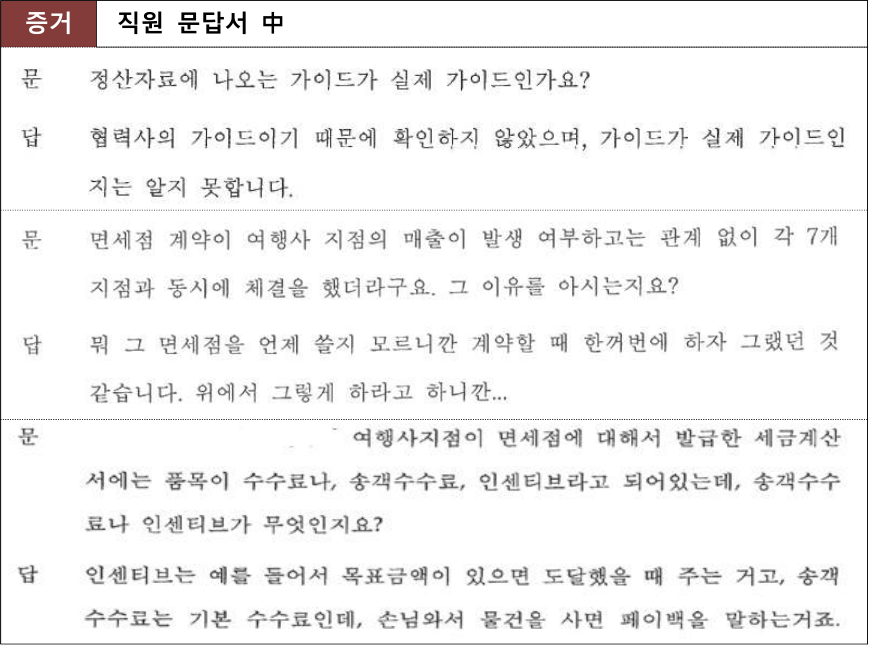 증거 직원 문답서 中
문 정산자료에 나오는 가이드가 실제 가이드인가요?
답 협력사의 가이드이기 때문에 확인하지 않았으며, 가이드가 실제 가이드인
지는 알지 못합니다.
문 면세점 계약이 여행사 지점의 매출이 발생 여부하고는 관계 없이 각 7개
지점과 동시에 체결을 했더라구요. 그 이유를 아시는지요?
답 뭐 그 면세점을 언제 쓸지 모르니깐 계약할 때 한꺼번에 하자 그랬던 것
같습니다. 위에서 그렇게 하라고 하니깐...
문 여행사지점이 면세점에 대해서 발급한 세금계산
서에는 품목이 수수료나, 송객수수료, 인센티브라고 되어있는데, 송객수수
료나 인센티브가 무엇인지요?
답 인센티브는 예를 들어서 목표금액이 있으면 도달했을 때 주는 거고, 송객
수수료는 기본 수수료인데, 손님와서 물건을 사면 페이백을 말하는거죠.